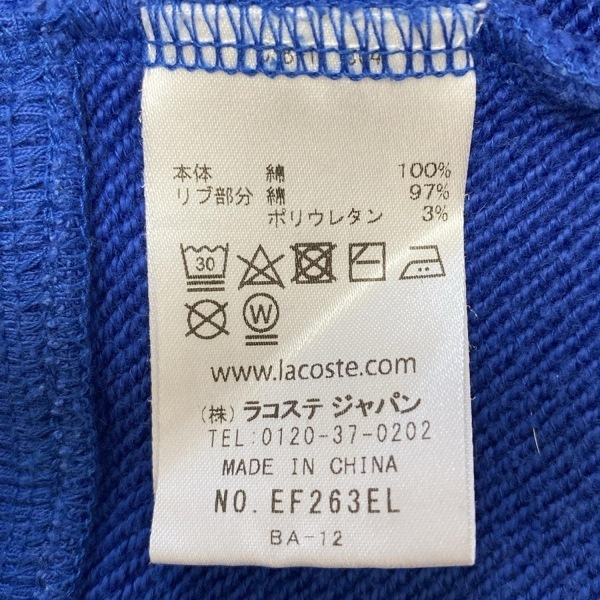 本体 綿 100%
リブ部分 綿 97%
ポリウレタン 3%
30
W
www.lacoste.com
(株) ラコステ ジャパン
TEL:0120-37-0202
MADE IN CHINA
NO. EF263EL
BA-12